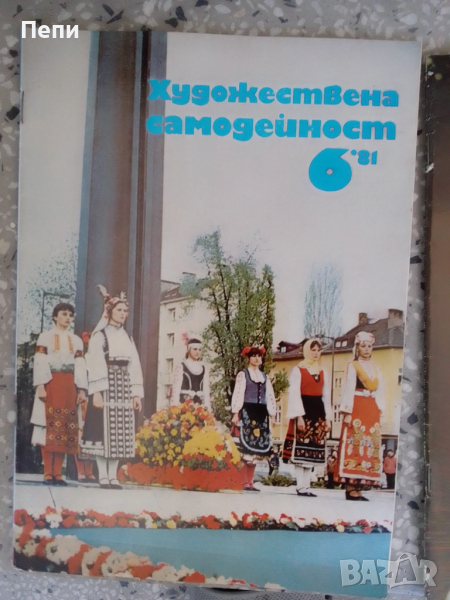 Пепи
Художествена
самодейност
6'81
BAZAR